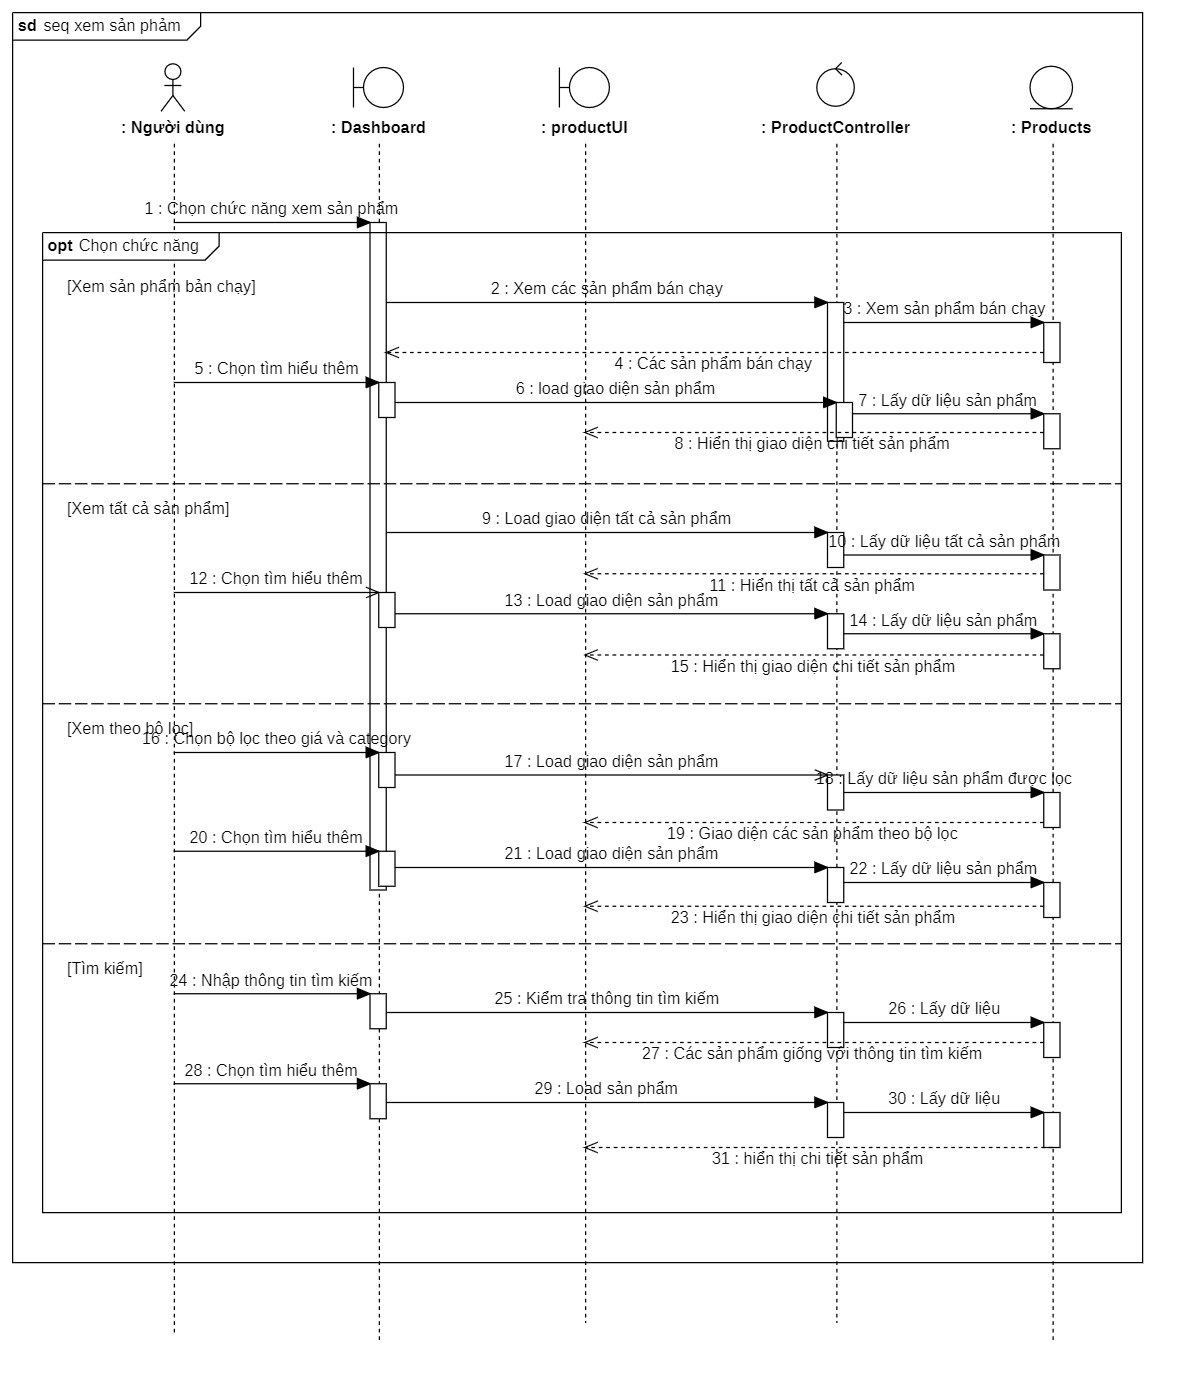 sd seq xem sản phảm
: Người dùng
: Dashboard
: productUI
: ProductController
: Products
1 : Chọn chức năng xem sản phẩm
opt Chọn chức năng
[Xem sản phẩm bản chạy]
2 : Xem các sản phẩm bán chạy
3 : Xem sản phẩm bán chạy
4 : Các sản phẩm bán chạy
5 : Chọn tìm hiểu thêm
6 : load giao diện sản phẩm
7 : Lấy dữ liệu sản phẩm
8 : Hiển thị giao diện chi tiết sản phẩm
[Xem tất cả sản phẩm]
9 : Load giao diện tất cả sản phẩm
10 : Lấy dữ liệu tất cả sản phẩm
11 : Hiển thị tất cả sản phẩm
12 : Chọn tìm hiểu thêm
13 : Load giao diện sản phẩm
14 : Lấy dữ liệu sản phẩm
15 : Hiển thị giao diện chi tiết sản phẩm
[Xem theo bộ lọc]
16 : Chọn bộ lọc theo giá và category
17 : Load giao diện sản phẩm
18 : Lấy dữ liệu sản phẩm được lọc
19 : Giao diện các sản phẩm theo bộ lọc
20 : Chọn tìm hiểu thêm
21 : Load giao diện sản phẩm
22 : Lấy dữ liệu sản phẩm
23 : Hiển thị giao diện chi tiết sản phẩm
[Tìm kiếm]
24 : Nhập thông tin tìm kiếm
25 : Kiểm tra thông tin tìm kiếm
26 : Lấy dữ liệu
27 : Các sản phẩm giống với thông tin tìm kiếm
28 : Chọn tìm hiểu thêm
29 : Load sản phẩm
30 : Lấy dữ liệu
31 : hiển thị chi tiết sản phẩm